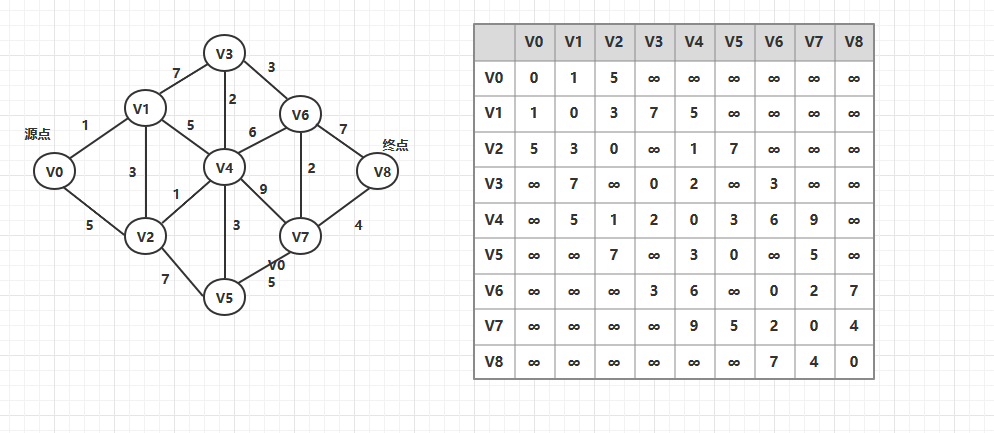 V3
7
3
V1
2
V6
1
5
6
7
源点
终点
V0
3
V4
2
V8
1
9
5
3
4
V2
V7
7
V0
5
V5
V0 V1 V2 V3 V4 V5 V6 V7 V8
V0 0 1 5 ∞ ∞ ∞ ∞ ∞ ∞
V1 1 0 3 7 5 ∞ ∞ ∞ ∞
V2 5 3 0 ∞ 1 7 ∞ ∞ ∞
V3 ∞ 7 ∞ 0 2 ∞ 3 ∞ ∞
V4 ∞ 5 1 2 0 3 6 9 ∞
V5 ∞ ∞ 7 ∞ 3 0 ∞ 5 ∞
V6 ∞ ∞ ∞ 3 6 ∞ 0 2 7
V7 ∞ ∞ ∞ ∞ 9 5 2 0 4
V8 ∞ ∞ ∞ ∞ ∞ ∞ 7 4 0